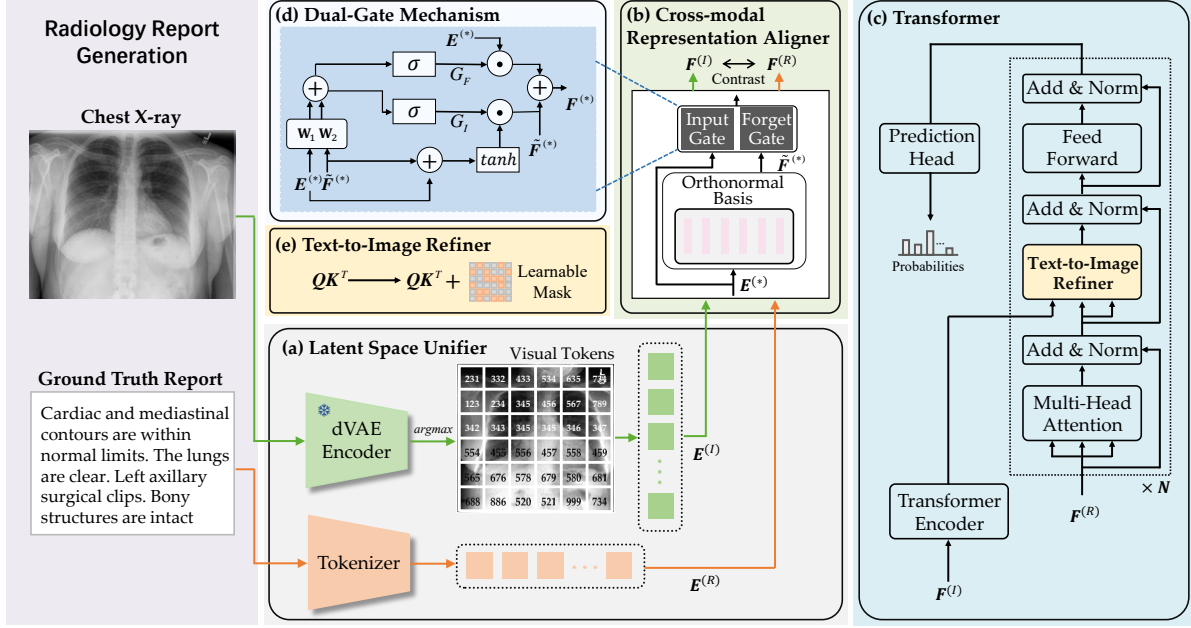 Radiology Report
Generation
Chest X-ray
Ground Truth Report
Cardiac and mediastinal
contours are within
normal limits. The lungs
are clear. Left axillary
surgical clips. Bony
structures are intact
(d) Dual-Gate Mechanism
E^(*)
σ
G_F
σ
G_I
W₁ W₂
tanh
F̃^(*)
F^(*)
E^(*) F̃^(*)
(e) Text-to-Image Refiner
QK^T → QK^T + Learnable
Mask
(b) Cross-modal
Representation Aligner
F^(I) ↔ F^(R)
Contrast
Input
Gate
Forget
Gate
F̃^(*)
Orthonormal
Basis
E^(*)
(a) Latent Space Unifier
Visual Tokens
dVAE
Encoder
argmax
231 332 433 534 635
123 234 345 456 567 789
342 343 345 345 346 347
554 455 556 457 558 459
565 676 578 679 580 681
688 886 520 521 999 734
E^(I)
Tokenizer
E^(R)
(c) Transformer
Add & Norm
Feed
Forward
Prediction
Head
Add & Norm
Probabilities
Text-to-Image
Refiner
Add & Norm
Multi-Head
Attention
× N
Transformer
Encoder
F^(R)
F^(I)